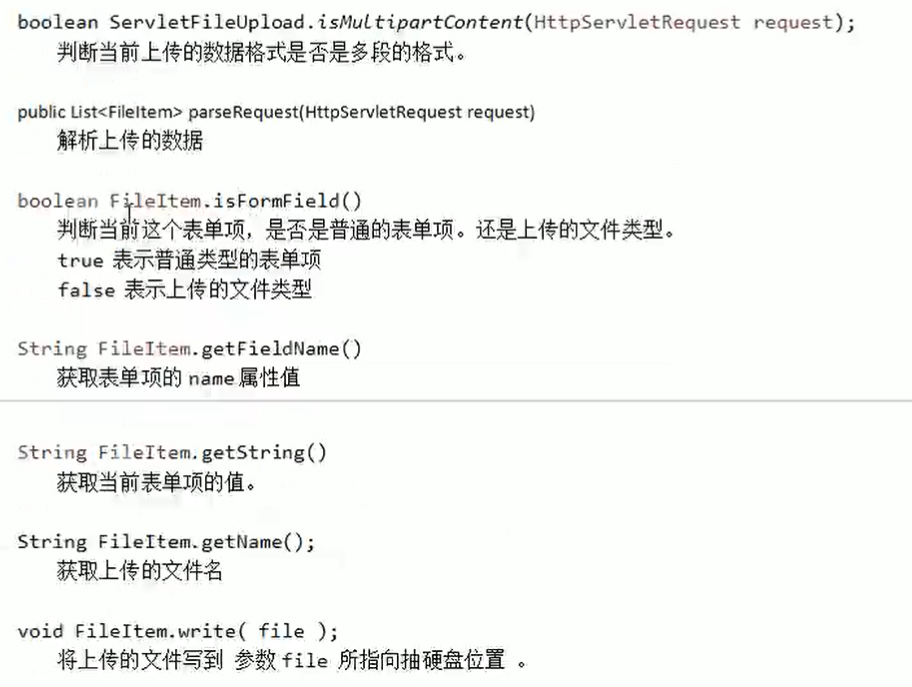 boolean ServletFileUpload.isMultipartContent(HttpServletRequest request);
判断当前上传的数据格式是否是多段的格式。
public List<FileItem> parseRequest(HttpServletRequest request)
解析上传的数据
boolean FileItem.isFormField()
判断当前这个表单项，是否是普通的表单项。还是上传的文件类型。
true 表示普通类型的表单项
false 表示上传的文件类型
String FileItem.getFieldName()
获取表单项的 name 属性值
String FileItem.getString()
获取当前表单项的值。
String FileItem.getName();
获取上传的文件名
void FileItem.write( file );
将上传的文件写到 参数 file 所指向抽硬盘位置 。